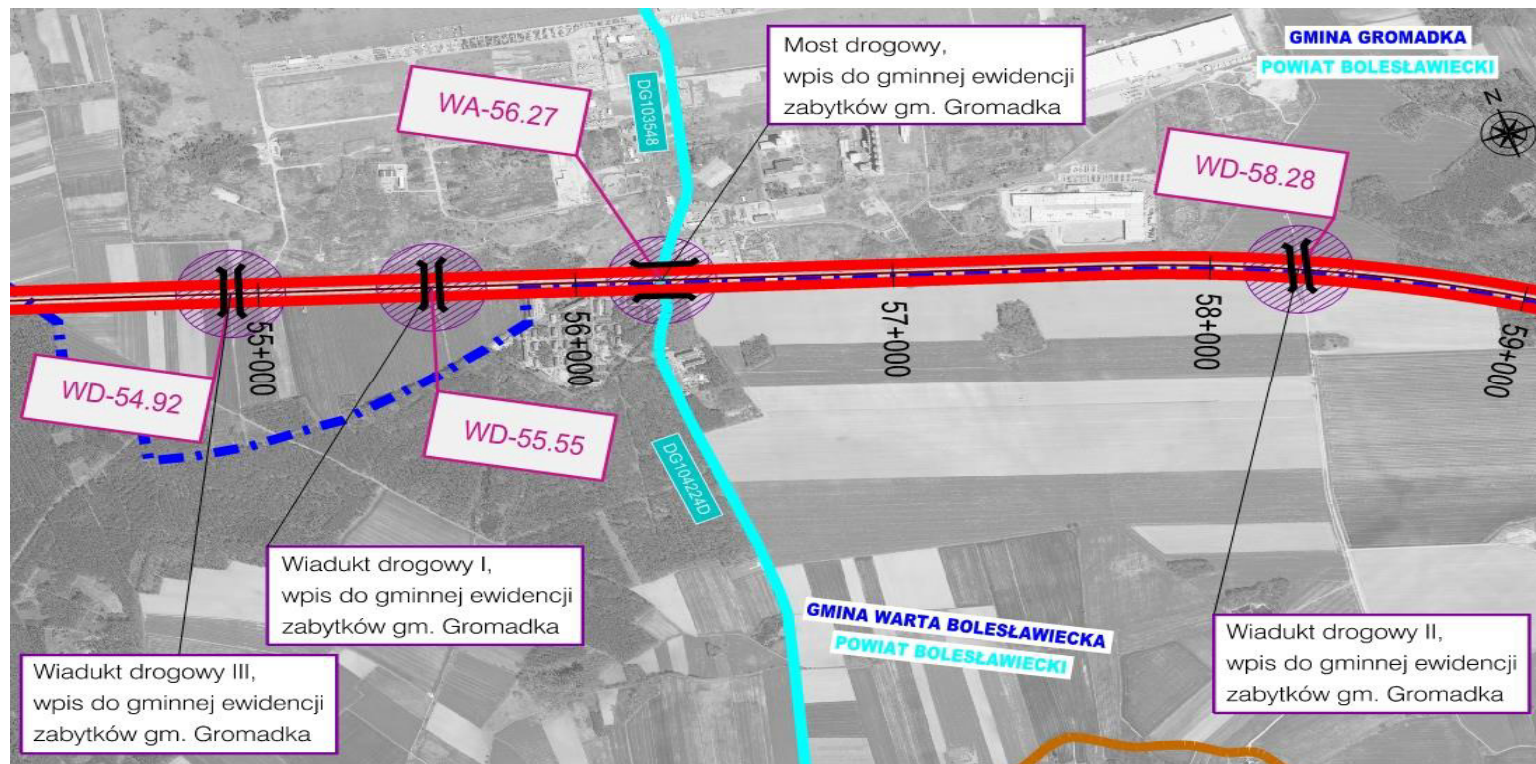 Most drogowy,
wpis do gminnej ewidencji
zabytków gm. Gromadka
GMINA GROMADKA
POWIAT BOLESŁAWIECKI
N
WA-56.27
DG103548
WD-58.28
55+000
56+000
57+000
58+000
59+000
WD-54.92
WD-55.55
DG104224D
Wiadukt drogowy I,
wpis do gminnej ewidencji
zabytków gm. Gromadka
GMINA WARTA BOLESŁAWIECKA
POWIAT BOLESŁAWIECKI
Wiadukt drogowy III,
wpis do gminnej ewidencji
zabytków gm. Gromadka
Wiadukt drogowy II,
wpis do gminnej ewidencji
zabytków gm. Gromadka